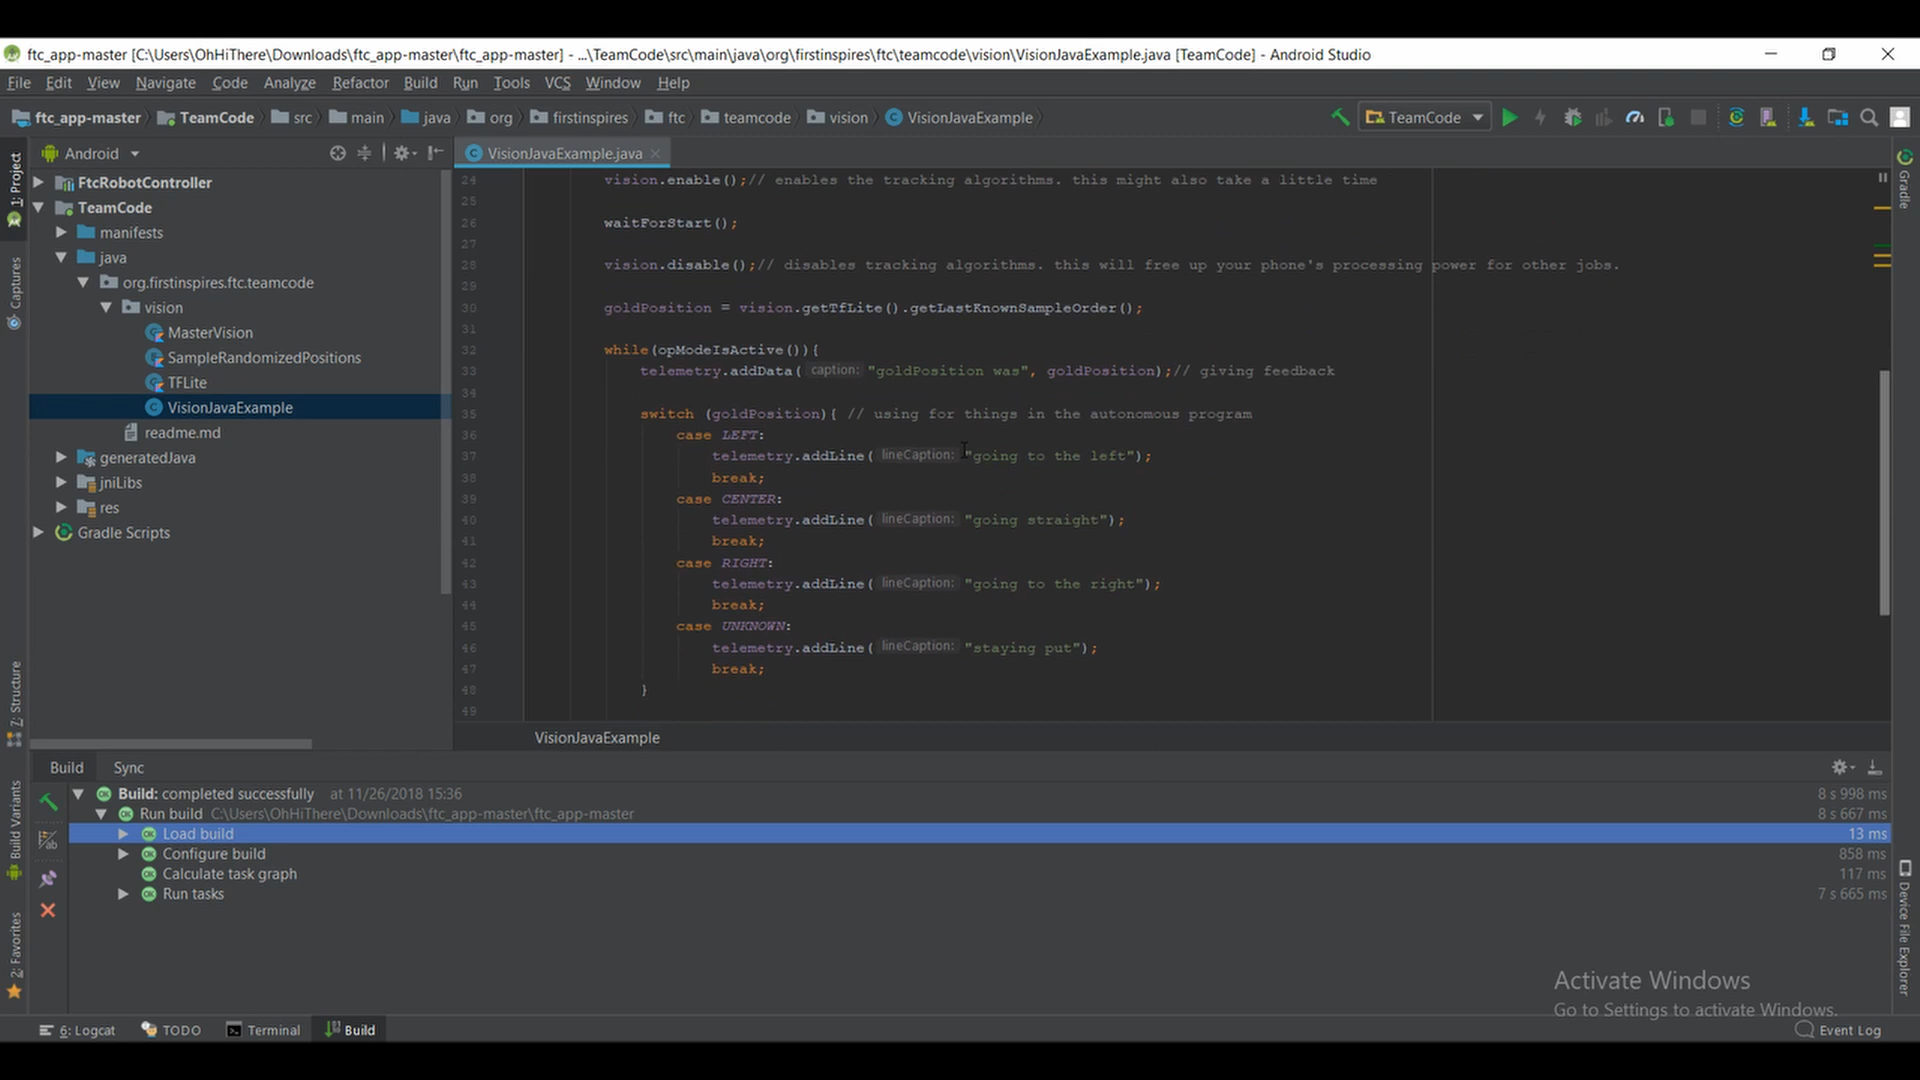 ftc_app-master [C:\Users\OhHiThere\Downloads\ftc_app-master\ftc_app-master] - ...\TeamCode\src\main\java\org\firstinspires\ftc\teamcode\vision\VisionJavaExample.java [TeamCode] - Android Studio
File Edit View Navigate Code Analyze Refactor Build Run Tools VCS Window Help
ftc_app-master TeamCode src main java org firstinspires ftc teamcode vision VisionJavaExample TeamCode
1: Project
Captures
7: Structure
Build Variants
2: Favorites
Android
FtcRobotController
TeamCode
manifests
java
org.firstinspires.ftc.teamcode
vision
MasterVision
SampleRandomizedPositions
TFLite
VisionJavaExample
readme.md
generatedJava
jniLibs
res
Gradle Scripts
VisionJavaExample.java
24 vision.enable();// enables the tracking algorithms. this might also take a little time
25
26 waitForStart();
27
28 vision.disable();// disables tracking algorithms. this will free up your phone's processing power for other jobs.
29
30 goldPosition = vision.getTfLite().getLastKnownSampleOrder();
31
32 while(opModeIsActive()){
33 telemetry.addData( caption: "goldPosition was", goldPosition);// giving feedback
34
35 switch (goldPosition){ // using for things in the autonomous program
36 case LEFT:
37 telemetry.addLine( lineCaption: "going to the left");
38 break;
39 case CENTER:
40 telemetry.addLine( lineCaption: "going straight");
41 break;
42 case RIGHT:
43 telemetry.addLine( lineCaption: "going to the right");
44 break;
45 case UNKNOWN:
46 telemetry.addLine( lineCaption: "staying put");
47 break;
48 }
49
VisionJavaExample
Gradle
Device File Explorer
Build Sync
Build: completed successfully at 11/26/2018 15:36 8 s 998 ms
Run build C:\Users\OhHiThere\Downloads\ftc_app-master\ftc_app-master 8 s 667 ms
Load build 13 ms
Configure build 858 ms
Calculate task graph 117 ms
Run tasks 7 s 665 ms
Activate Windows
Go to Settings to activate Windows.
6: Logcat TODO Terminal Build Event Log